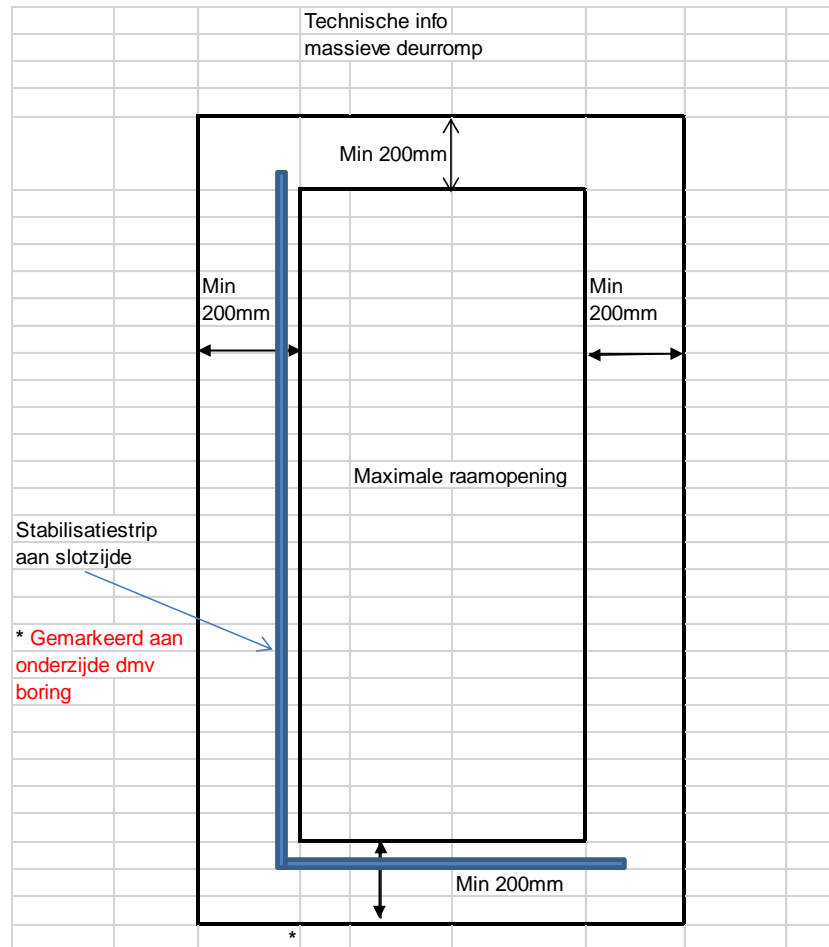 Technische info
massieve deurromp
Min 200mm
Min
200mm
Min
200mm
Maximale raamopening
Stabilisatiestrip
aan slotzijde
* Gemarkeerd aan
onderzijde dmv
boring
Min 200mm
*